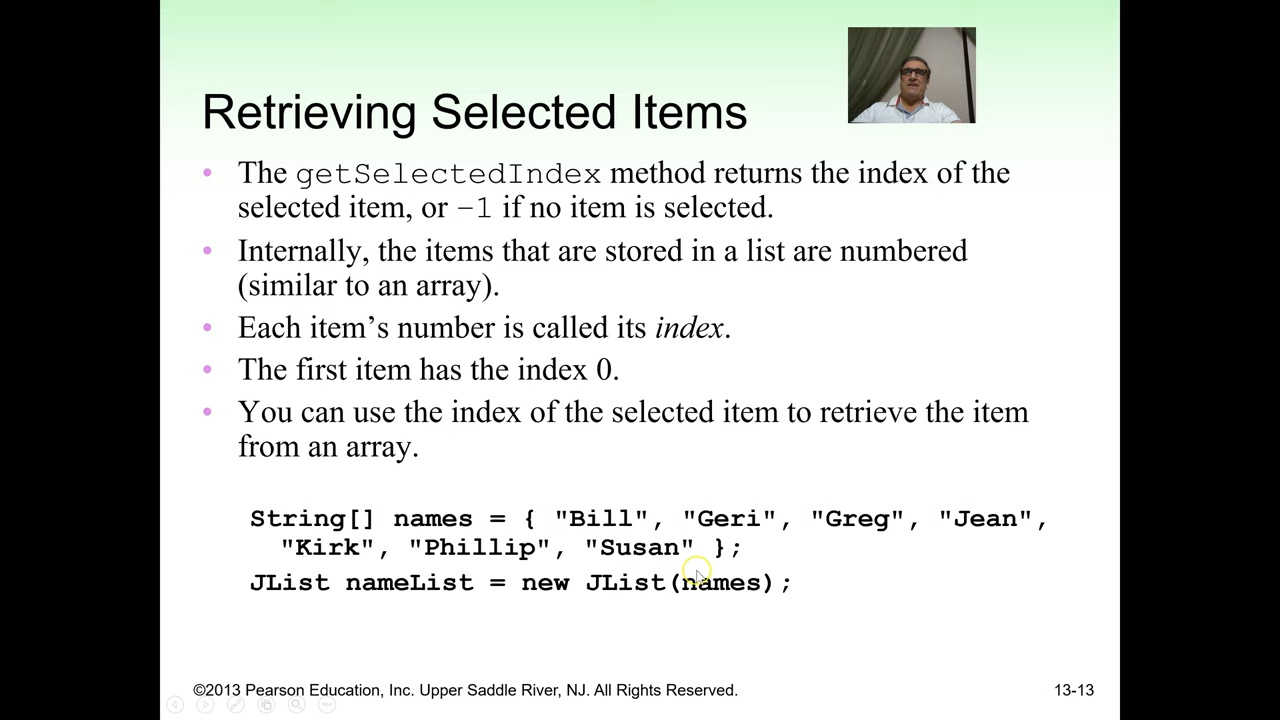 Retrieving Selected Items
• The getSelectedIndex method returns the index of the
selected item, or –1 if no item is selected.
• Internally, the items that are stored in a list are numbered
(similar to an array).
• Each item’s number is called its index.
• The first item has the index 0.
• You can use the index of the selected item to retrieve the item
from an array.
String[] names = { "Bill", "Geri", "Greg", "Jean",
"Kirk", "Phillip", "Susan" };
JList nameList = new JList(names);
©2013 Pearson Education, Inc. Upper Saddle River, NJ. All Rights Reserved.
13-13